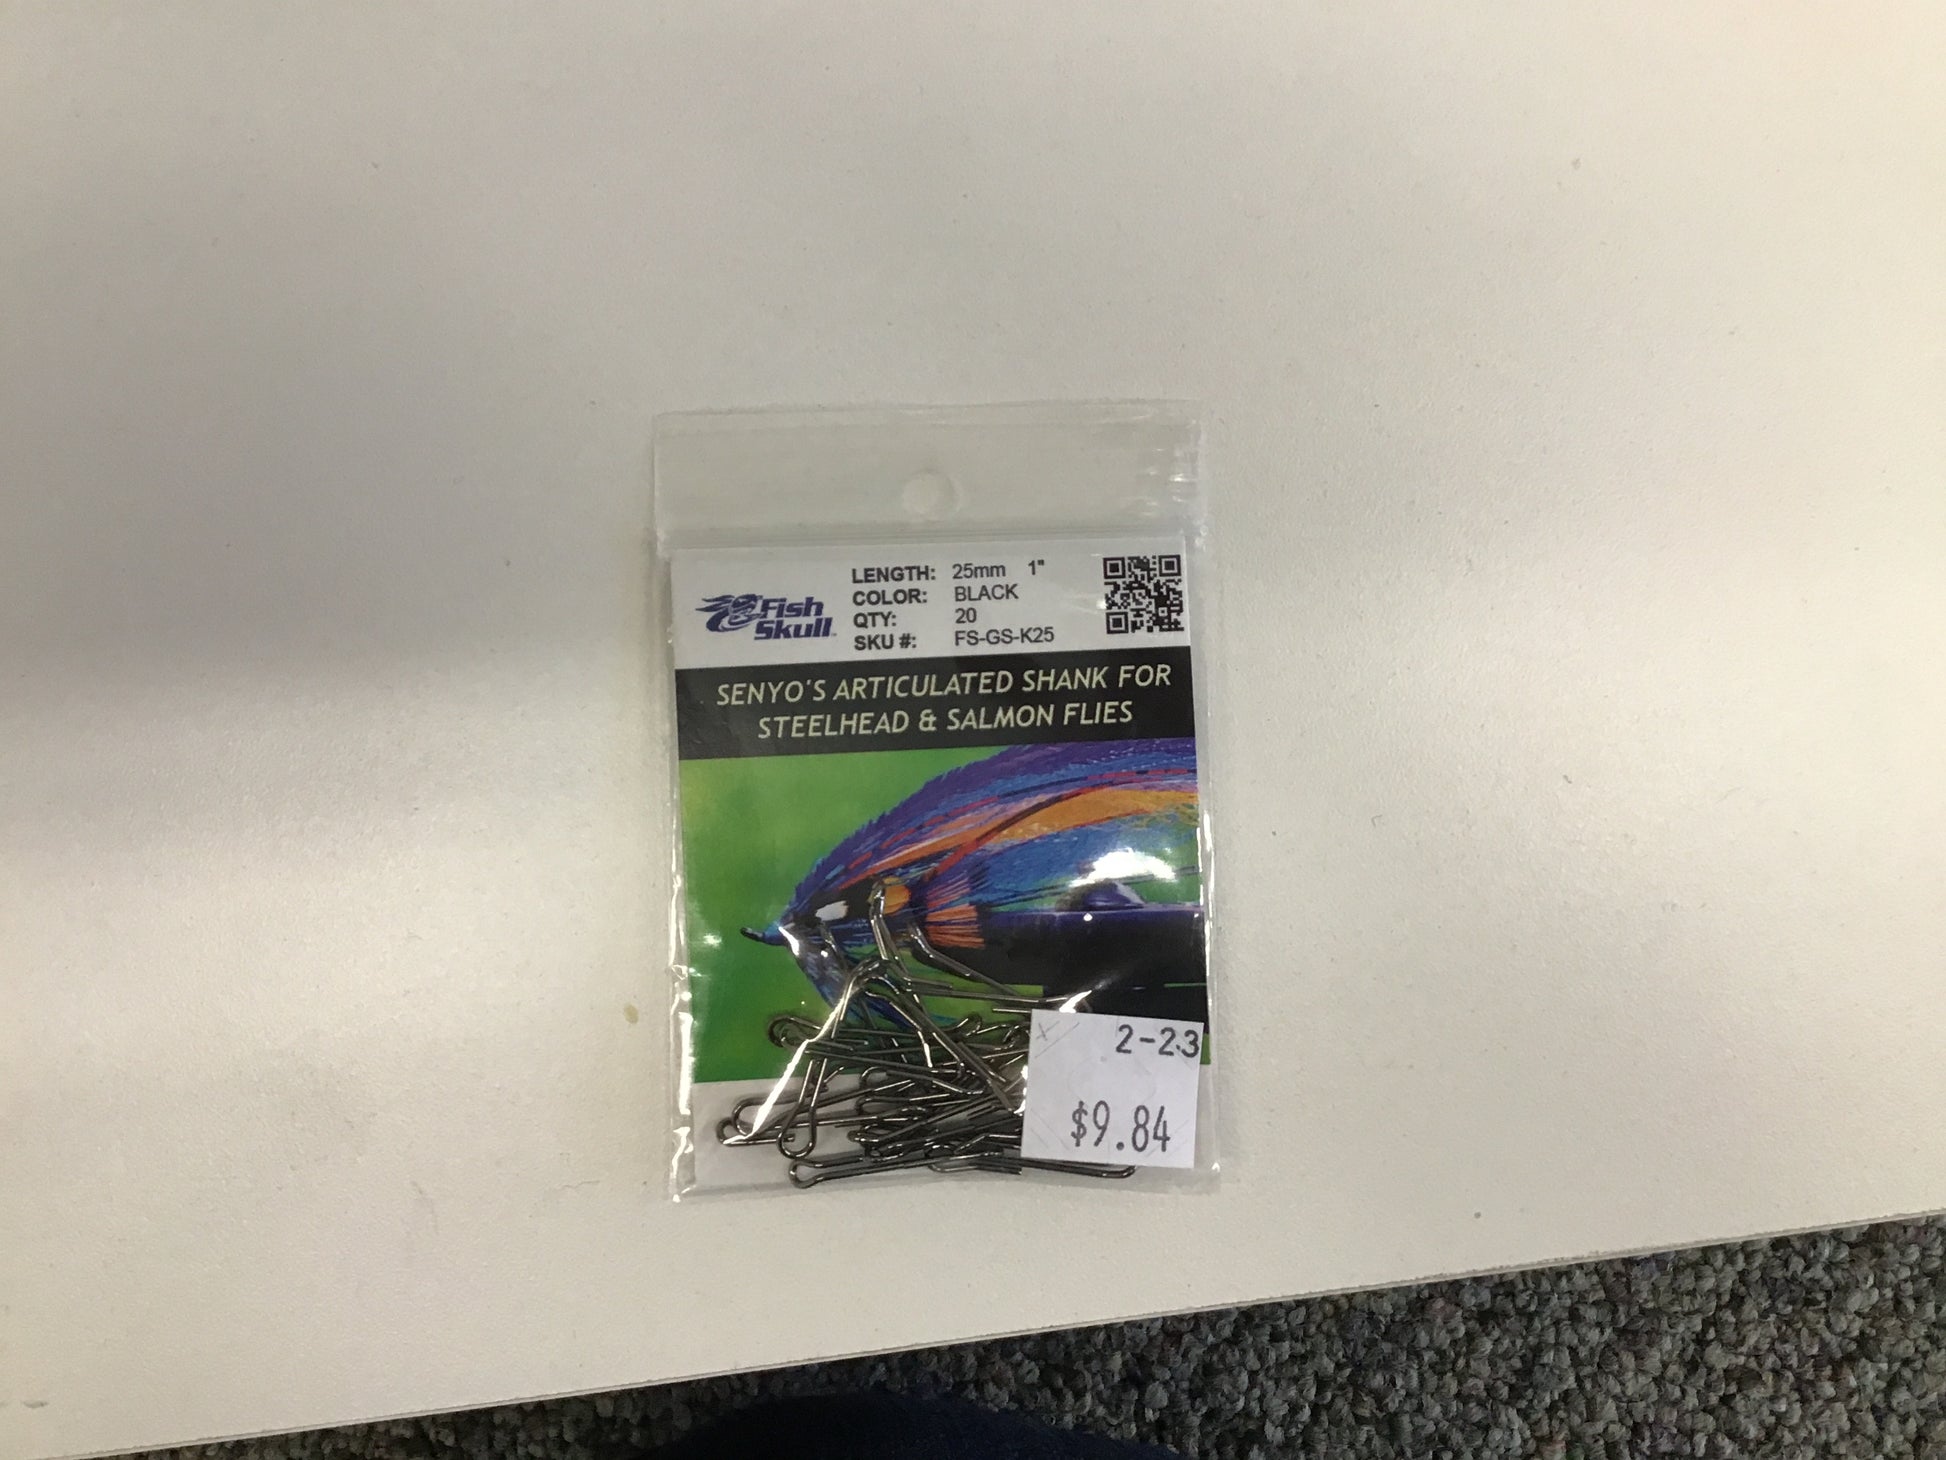 Fish
Skull
LENGTH: 25mm 1"
COLOR: BLACK
QTY: 20
SKU #: FS-GS-K25
SENYO'S ARTICULATED SHANK FOR
STEELHEAD & SALMON FLIES
2-23
$9.84